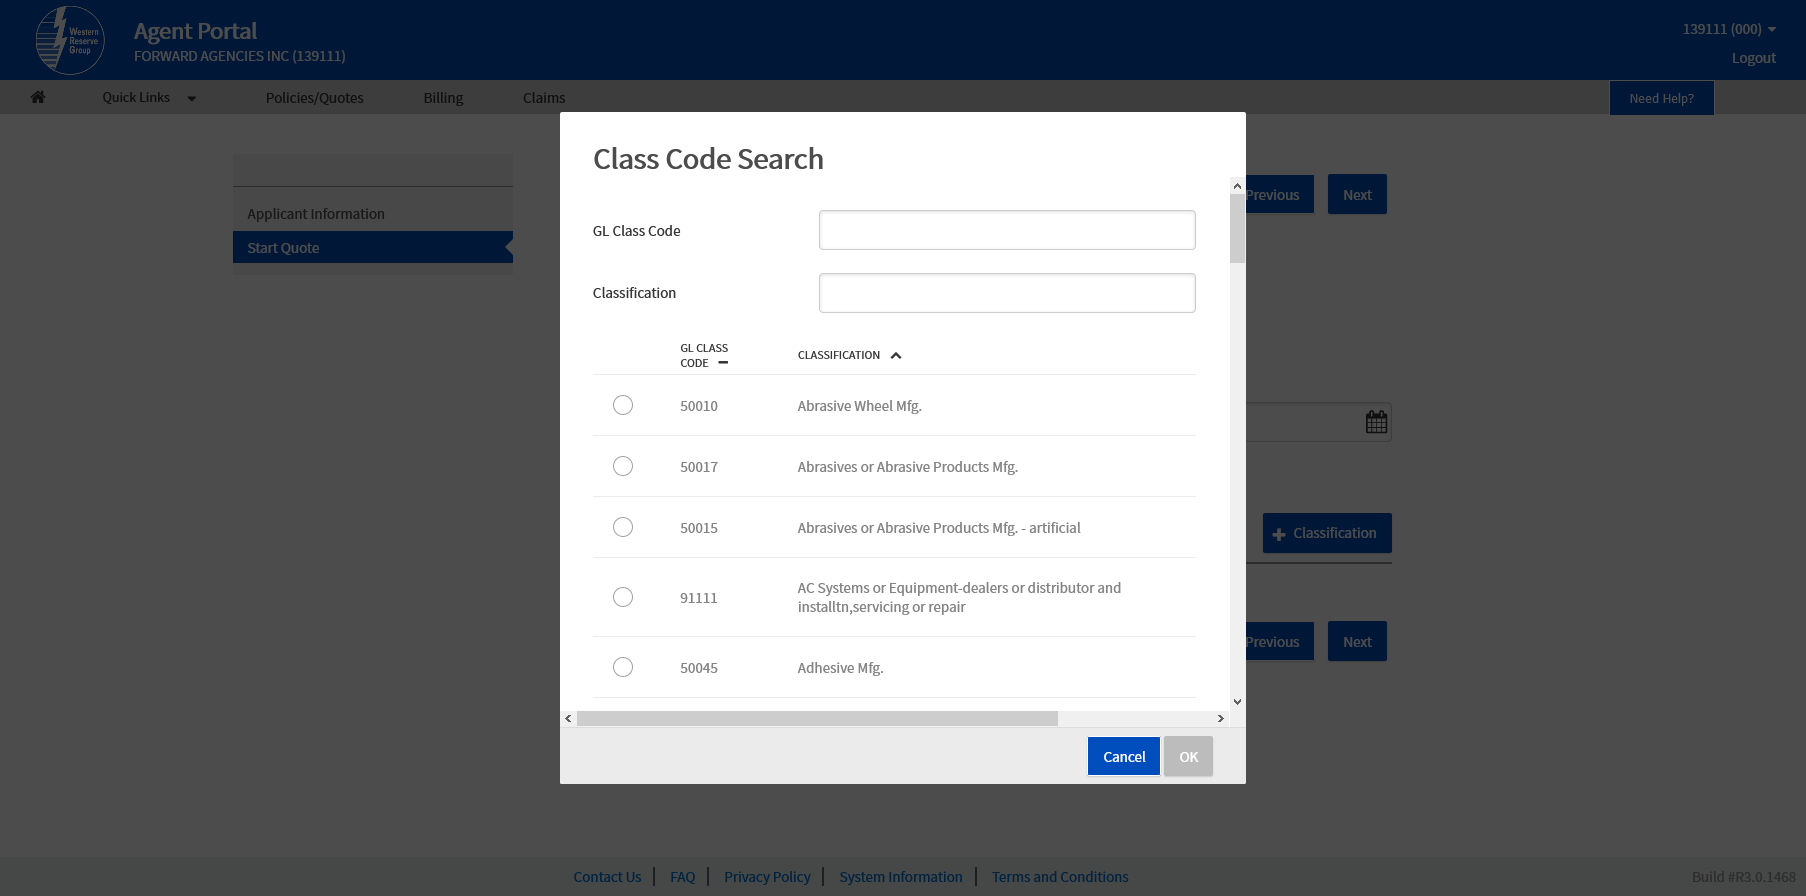 Western
Reserve
Group
Agent Portal
FORWARD AGENCIES INC (139111)
139111 (000)
Logout
Quick Links
Policies/Quotes
Billing
Claims
Need Help?
Applicant Information
Start Quote
Previous
Next
Class Code Search
GL Class Code
Classification
GL CLASS
CODE
CLASSIFICATION
50010 Abrasive Wheel Mfg.
50017 Abrasives or Abrasive Products Mfg.
50015 Abrasives or Abrasive Products Mfg. - artificial
91111 AC Systems or Equipment-dealers or distributor and
installtn,servicing or repair
50045 Adhesive Mfg.
Classification
Previous
Next
Cancel
OK
Contact Us
FAQ
Privacy Policy
System Information
Terms and Conditions
Build #R3.0.1468